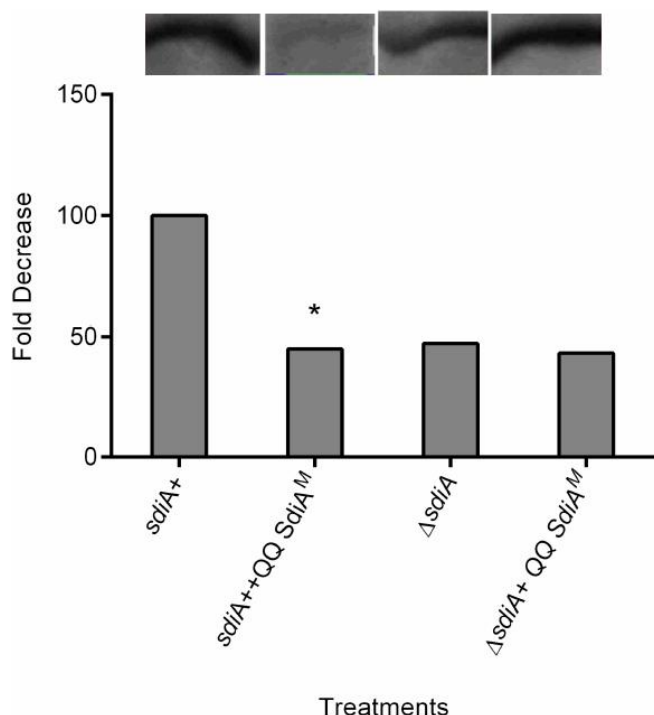 150
100
50
0
Fold Decrease
*
sdiA+
sdiA++QQ SdiA^M
ΔsdiA
ΔsdiA+ QQ SdiA^M
Treatments